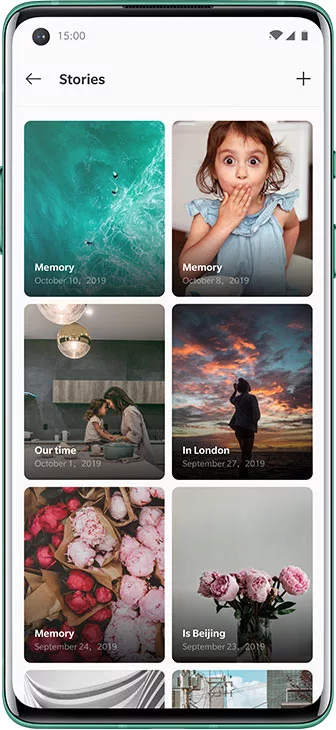 15:00
Stories
Memory
October 10, 2019
Memory
October 8, 2019
Our time
October 1, 2019
In London
September 27, 2019
Memory
September 24, 2019
Is Beijing
September 23, 2019